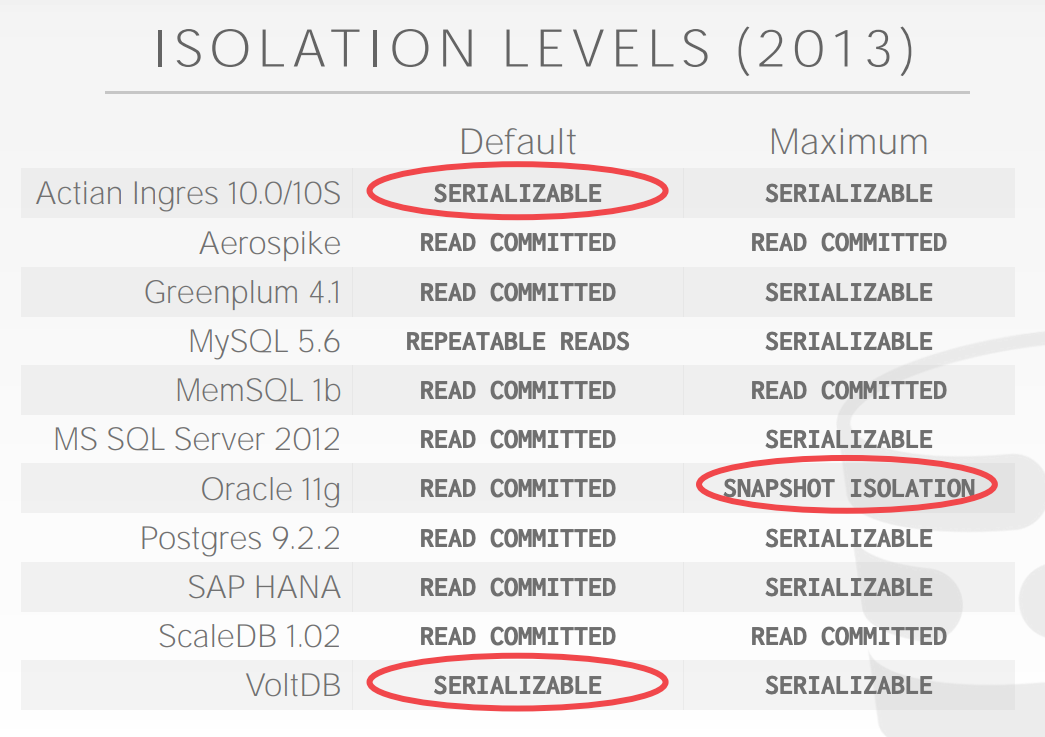 ISOLATION LEVELS (2013)
Default Maximum
Actian Ingres 10.0/10S SERIALIZABLE SERIALIZABLE
Aerospike READ COMMITTED READ COMMITTED
Greenplum 4.1 READ COMMITTED SERIALIZABLE
MySQL 5.6 REPEATABLE READS SERIALIZABLE
MemSQL 1b READ COMMITTED READ COMMITTED
MS SQL Server 2012 READ COMMITTED SERIALIZABLE
Oracle 11g READ COMMITTED SNAPSHOT ISOLATION
Postgres 9.2.2 READ COMMITTED SERIALIZABLE
SAP HANA READ COMMITTED SERIALIZABLE
ScaleDB 1.02 READ COMMITTED READ COMMITTED
VoltDB SERIALIZABLE SERIALIZABLE